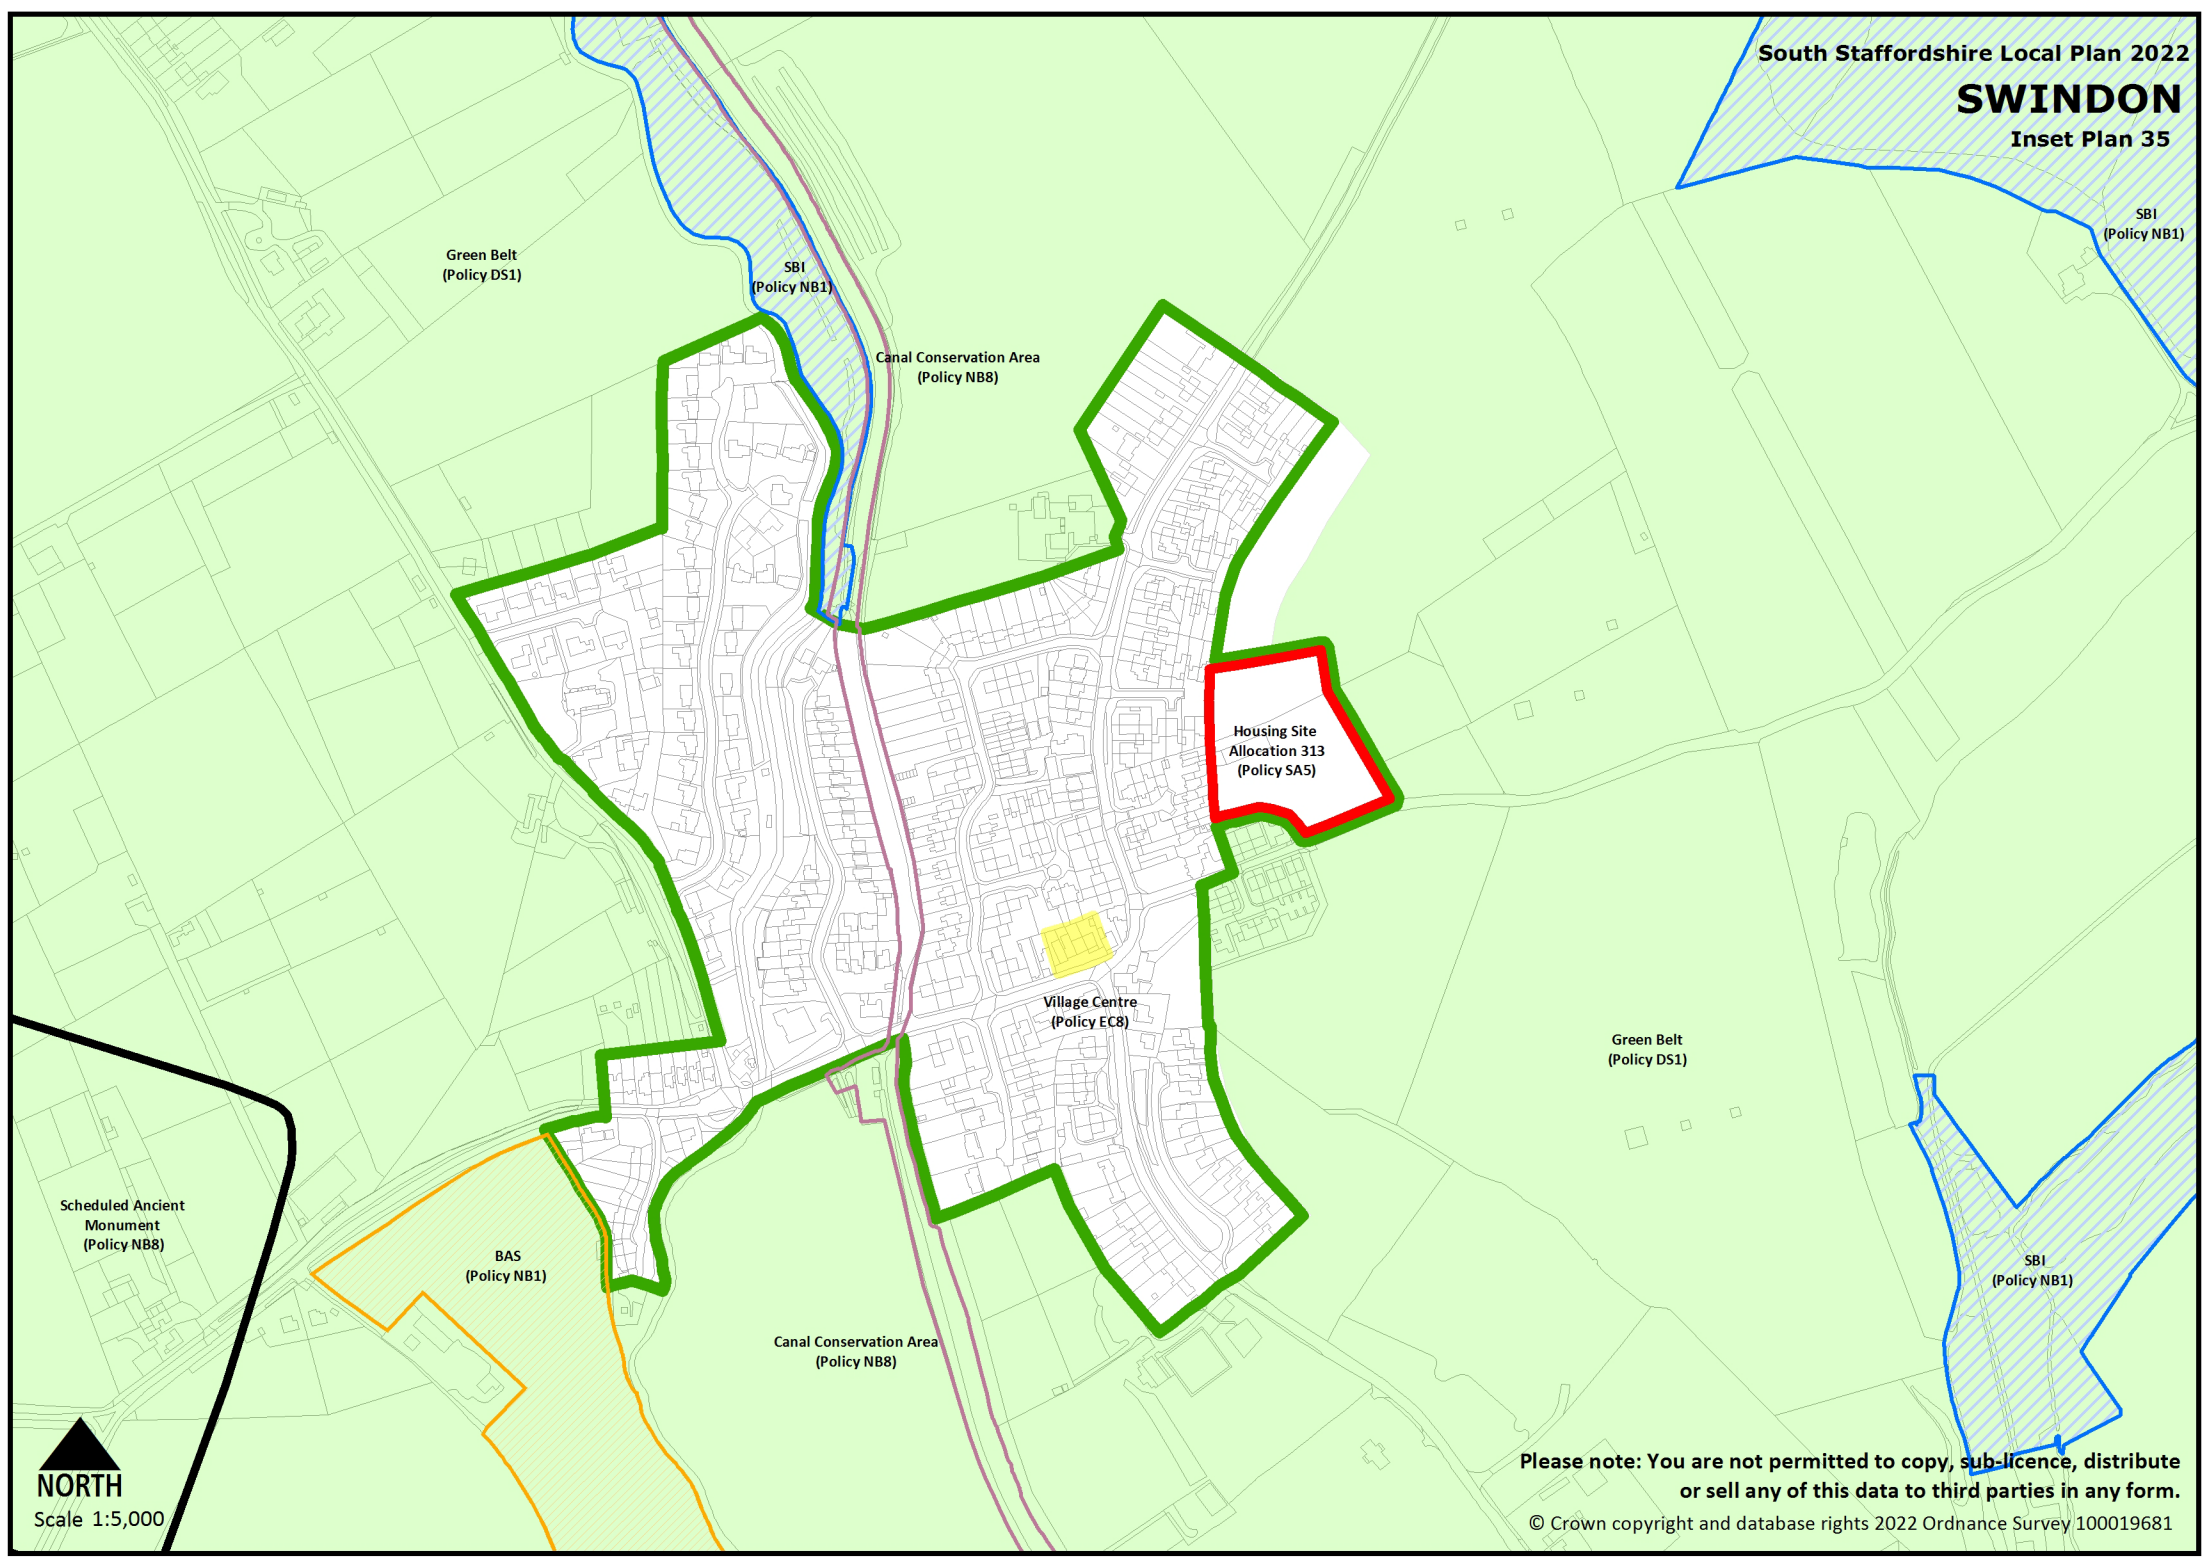 South Staffordshire Local Plan 2022
SWINDON
Inset Plan 35
SBI
(Policy NB1)
Green Belt
(Policy DS1)
SBI
(Policy NB1)
Canal Conservation Area
(Policy NB8)
Housing Site
Allocation 313
(Policy SA5)
Village Centre
(Policy EC8)
Green Belt
(Policy DS1)
Scheduled Ancient
Monument
(Policy NB8)
BAS
(Policy NB1)
SBI
(Policy NB1)
Canal Conservation Area
(Policy NB8)
NORTH
Scale 1:5,000
Please note: You are not permitted to copy, sub-licence, distribute
or sell any of this data to third parties in any form.
© Crown copyright and database rights 2022 Ordnance Survey 100019681